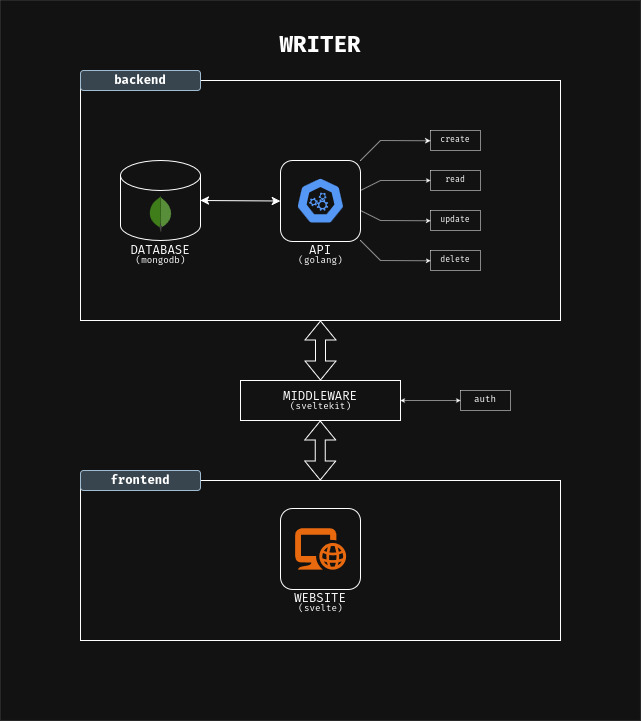 WRITER
backend
create
read
update
delete
DATABASE
(mongodb)
API
(golang)
MIDDLEWARE
(sveltekit)
auth
frontend
WEBSITE
(svelte)